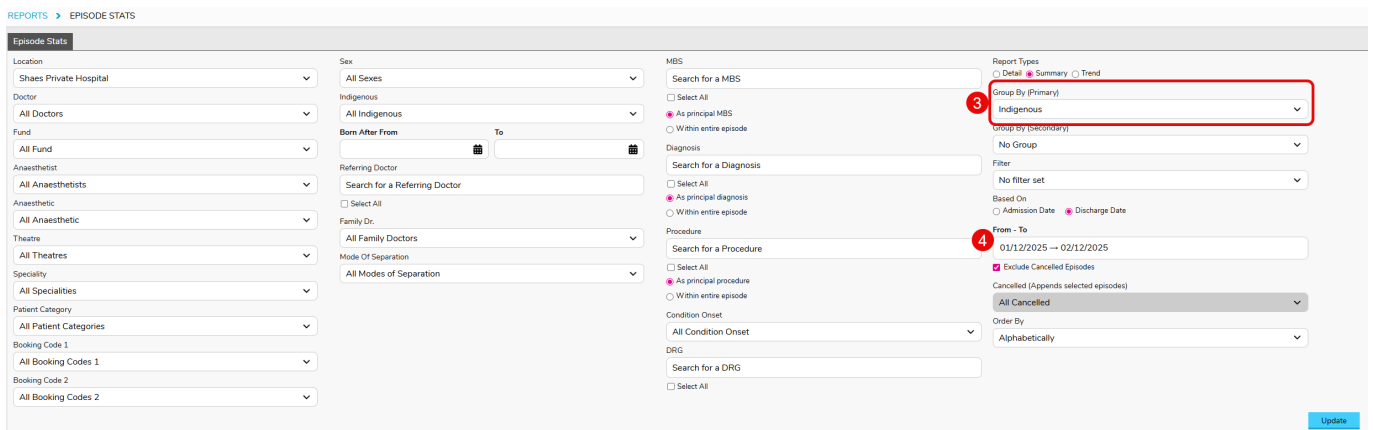 REPORTS > EPISODE STATS
Episode Stats
Location
Shaes Private Hospital
Doctor
All Doctors
Fund
All Fund
Anaesthetist
All Anaesthetists
Anaesthetic
All Anaesthetic
Theatre
All Theatres
Speciality
All Specialities
Patient Category
All Patient Categories
Booking Code 1
All Booking Codes 1
Booking Code 2
All Booking Codes 2
Sex
All Sexes
Indigenous
All Indigenous
Born After From To
Referring Doctor
Search for a Referring Doctor
Select All
Family Dr.
All Family Doctors
Mode Of Separation
All Modes of Separation
MBS
Search for a MBS
Select All
As principal MBS
Within entire episode
Diagnosis
Search for a Diagnosis
Select All
As principal diagnosis
Within entire episode
Procedure
Search for a Procedure
Select All
As principal procedure
Within entire episode
Condition Onset
All Condition Onset
DRG
Search for a DRG
Select All
Report Types
Detail Summary Trend
3
Group By (Primary)
Indigenous
Group By (Secondary)
No Group
Filter
No filter set
Based On
Admission Date Discharge Date
4
From - To
01/12/2025 → 02/12/2025
Exclude Cancelled Episodes
Cancelled (Appends selected episodes)
All Cancelled
Order By
Alphabetically
Update